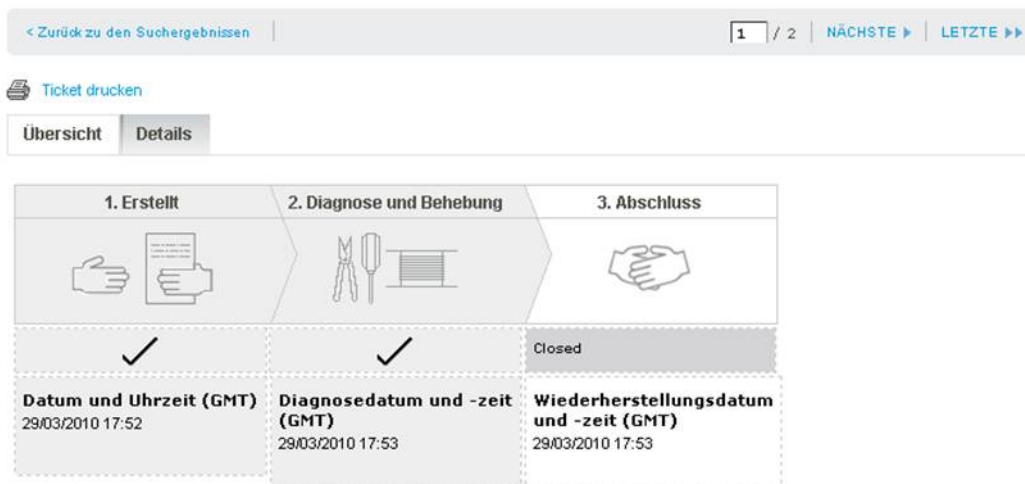 < Zurück zu den Suchergebnissen | 1 / 2 | NÄCHSTE | LETZTE
Ticket drucken
Übersicht Details
1. Erstellt 2. Diagnose und Behebung 3. Abschluss
Closed
Datum und Uhrzeit (GMT) Diagnosedatum und -zeit Wiederherstellungsdatum
29/03/2010 17:52 (GMT) und -zeit (GMT)
29/03/2010 17:53 29/03/2010 17:53